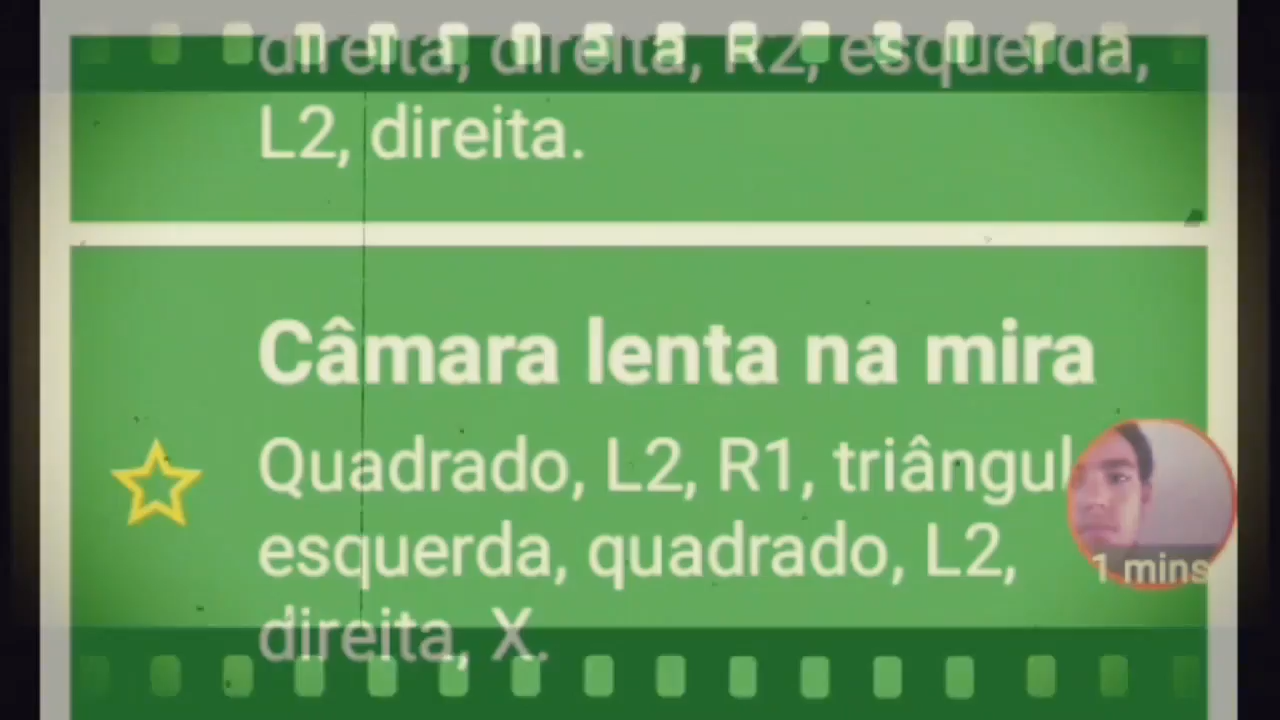 direita, direita, R2, esquerda,
L2, direita.
Câmara lenta na mira
Quadrado, L2, R1, triângul
esquerda, quadrado, L2,
direita, X.
1 mins